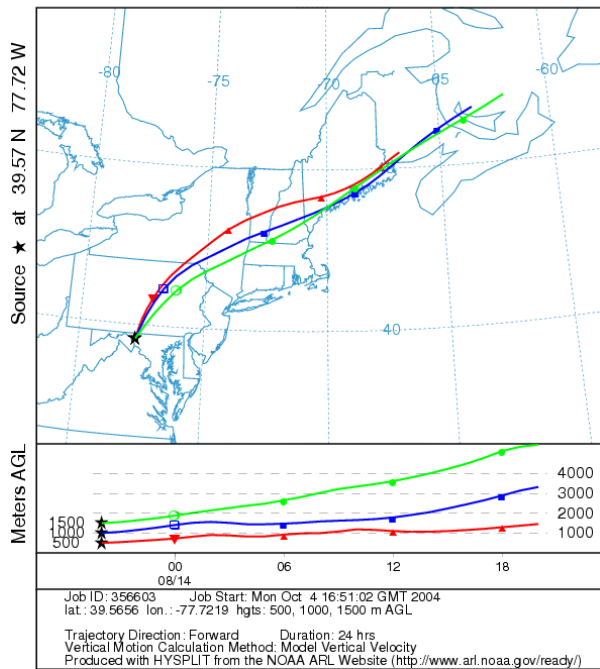 Source ★ at 39.57 N 77.72 W
-80
-75
-70
-65
-60
40
Meters AGL
1500
1000
500
4000
3000
2000
1000
00 06 12 18
08/14
Job ID: 356603 Job Start: Mon Oct 4 16:51:02 GMT 2004
lat.: 39.5656 lon.: -77.7219 hgts: 500, 1000, 1500 m AGL
Trajectory Direction: Forward Duration: 24 hrs
Vertical Motion Calculation Method: Model Vertical Velocity
Produced with HYSPLIT from the NOAA ARL Website (http://www.arl.noaa.gov/ready/)